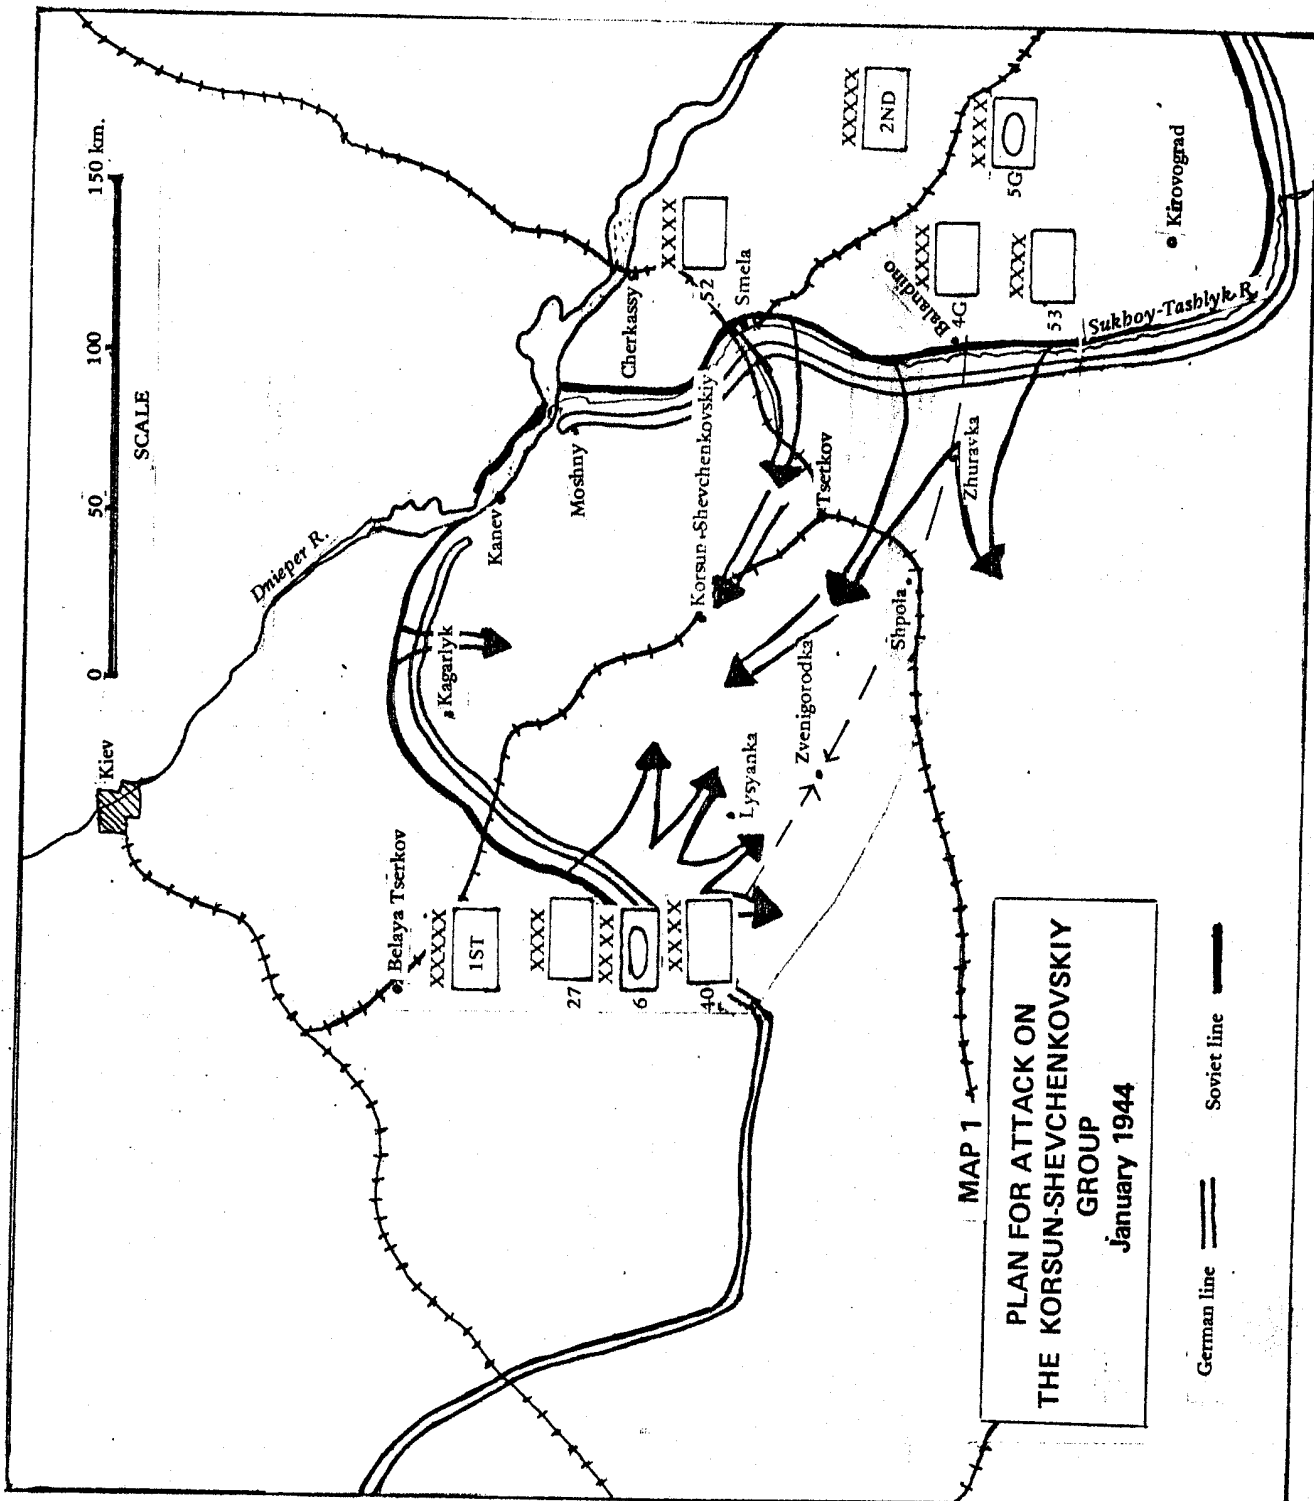 Kiev
0 50 100 150 km.
SCALE
Dnieper R.
Belaya Tserkov
Kagarlyk
Kanev
Moshny
Cherkassy
XXXXX
1ST
XXXX
27
XXXX
6
XXXX
40
Korsun-Shevchenkovskiy
Lysyanka
Zvenigorodka
Shpola
Tsetkov
Zhuravka
Smela
XXXX
52
XXXXX
2ND
XXXX
4G
XXXX
5G
XXXX
53
Balandino
Kirovograd
Sukhoy-Tashlyk R.
MAP 1
PLAN FOR ATTACK ON
THE KORSUN-SHEVCHENKOVSKIY
GROUP
January 1944
German line
Soviet line